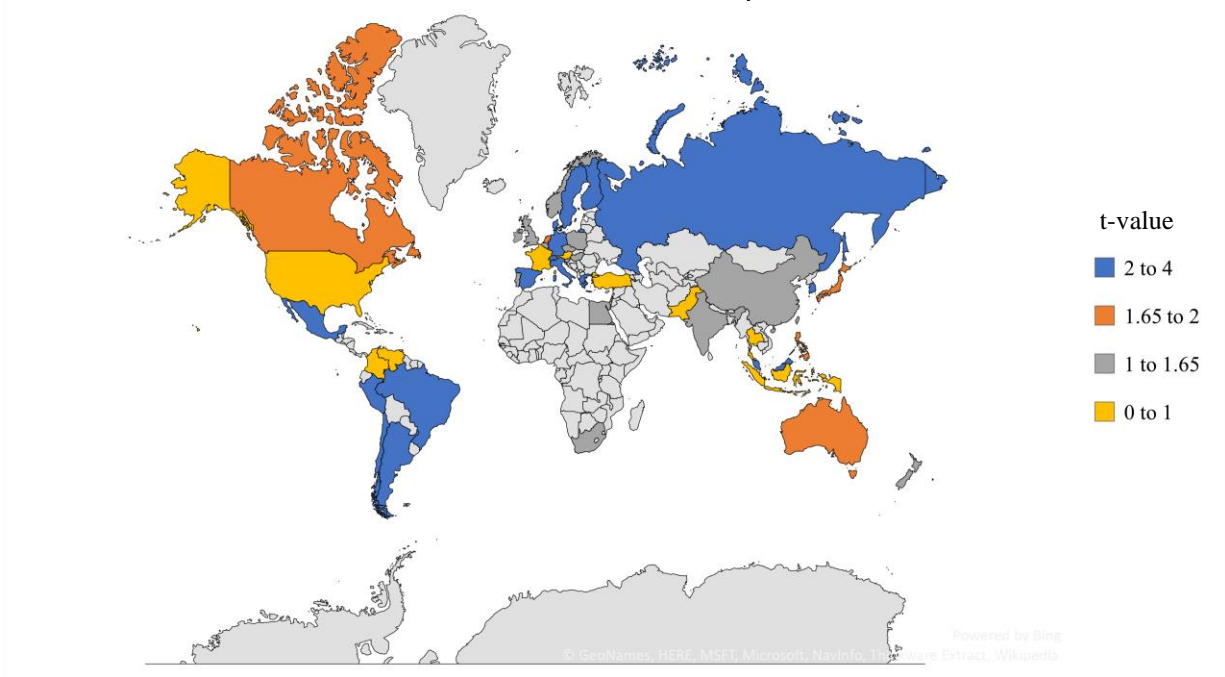 t-value
2 to 4
1.65 to 2
1 to 1.65
0 to 1
Powered by Bing
© GeoNames, HERE, MSFT, Microsoft, NavInfo, Extract, Wikipedia